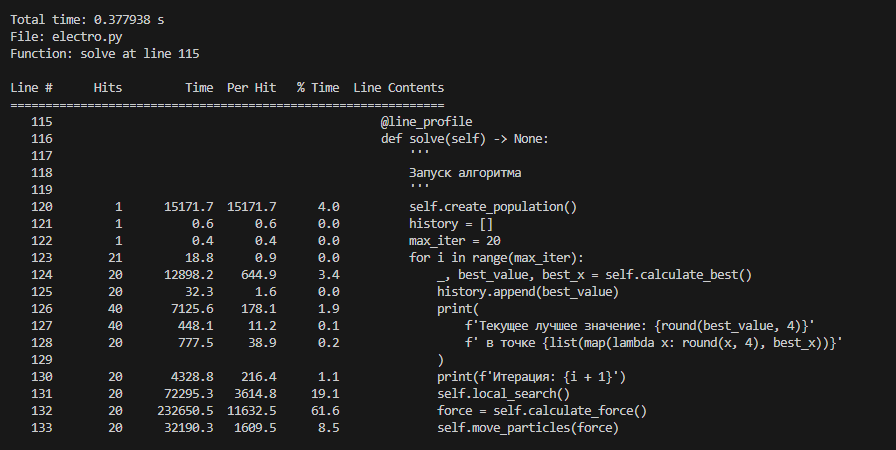 Total time: 0.377938 s
File: electro.py
Function: solve at line 115

Line #      Hits         Time  Per Hit   % Time  Line Contents
==============================================================
   115                                               @line_profile
   116                                               def solve(self) -> None:
   117                                                   '''
   118                                                   Запуск алгоритма
   119                                                   '''
   120         1      15171.7  15171.7      4.0          self.create_population()
   121         1          0.6      0.6      0.0          history = []
   122         1          0.4      0.4      0.0          max_iter = 20
   123        21         18.8      0.9      0.0          for i in range(max_iter):
   124        20      12898.2    644.9      3.4              _, best_value, best_x = self.calculate_best()
   125        20         32.3      1.6      0.0              history.append(best_value)
   126        40       7125.6    178.1      1.9              print(
   127        40        448.1     11.2      0.1                  f'Текущее лучшее значение: {round(best_value, 4)}'
   128        20        777.5     38.9      0.2                  f' в точке {list(map(lambda x: round(x, 4), best_x))}'
   129                                                       )
   130        20       4328.8    216.4      1.1              print(f'Итерация: {i + 1}')
   131        20      72295.3   3614.8     19.1              self.local_search()
   132        20     232650.5  11632.5     61.6              force = self.calculate_force()
   133        20      32190.3   1609.5      8.5              self.move_particles(force)